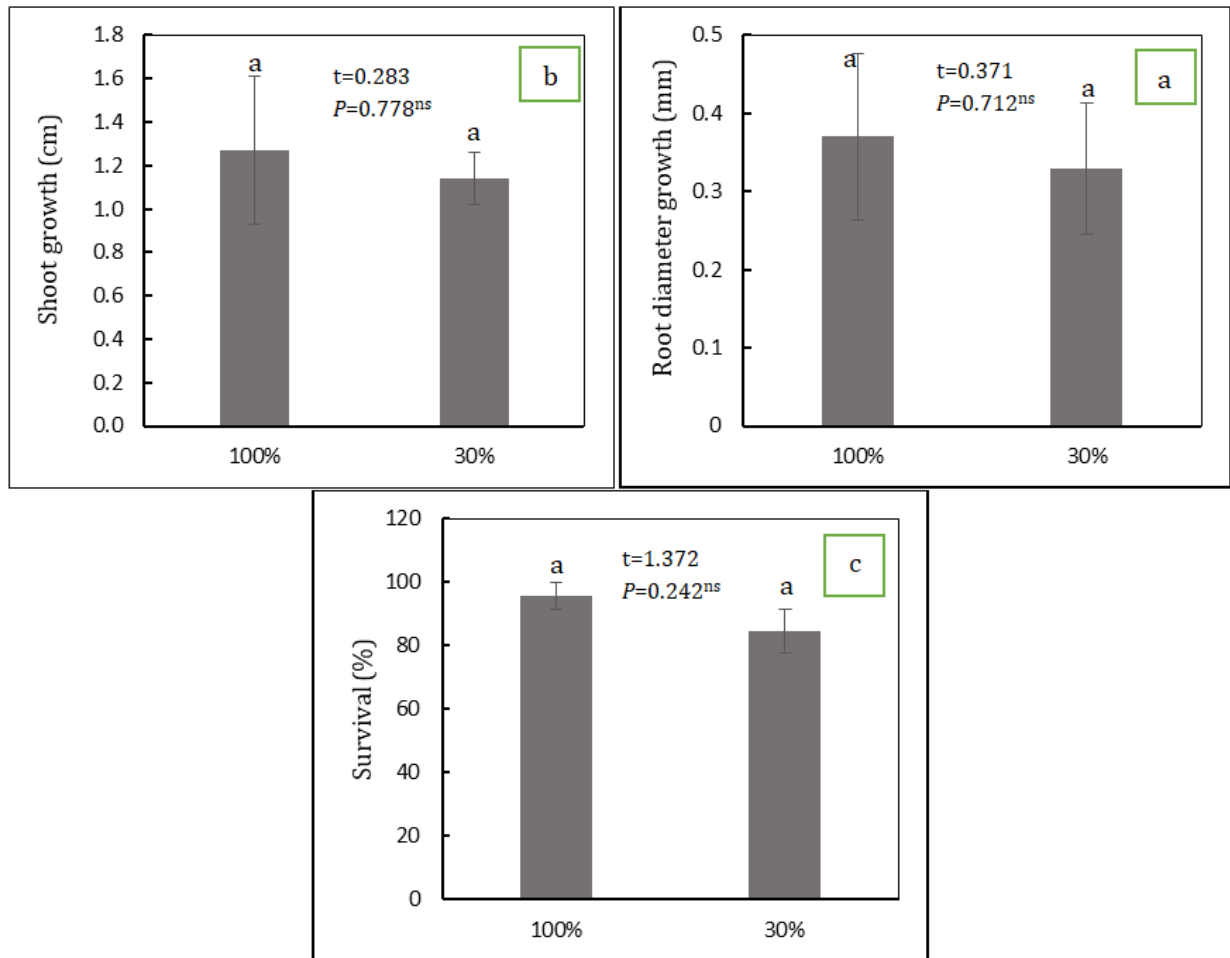 Shoot growth (cm)
1.8
1.6
1.4
1.2
1.0
0.8
0.6
0.4
0.2
0.0
a
a
t=0.283
P=0.778ns
b
100%
30%
Root diameter growth (mm)
0.5
0.4
0.3
0.2
0.1
0
a
a
t=0.371
P=0.712ns
a
100%
30%
Survival (%)
120
100
80
60
40
20
0
a
a
t=1.372
P=0.242ns
c
100%
30%